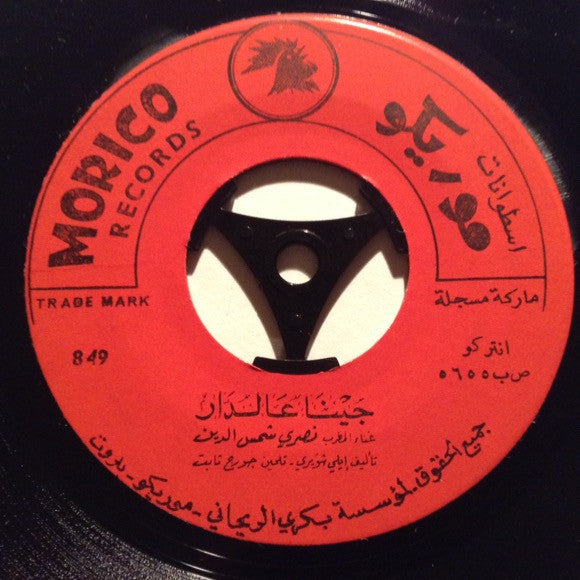 MORICO
RECORDS
TRADE MARK
849
موريكو
اسطوانات
ماركة مسجلة
انتركو
ص ب ٥٦٥٥
جينا عالدار
غناء المطرب نصري شمس الدين
تأليف إيلي شويري - تلحين جورج ثابت
جميع الحقوق لمؤسسة بكري الريحاني - موريكو - بيروت